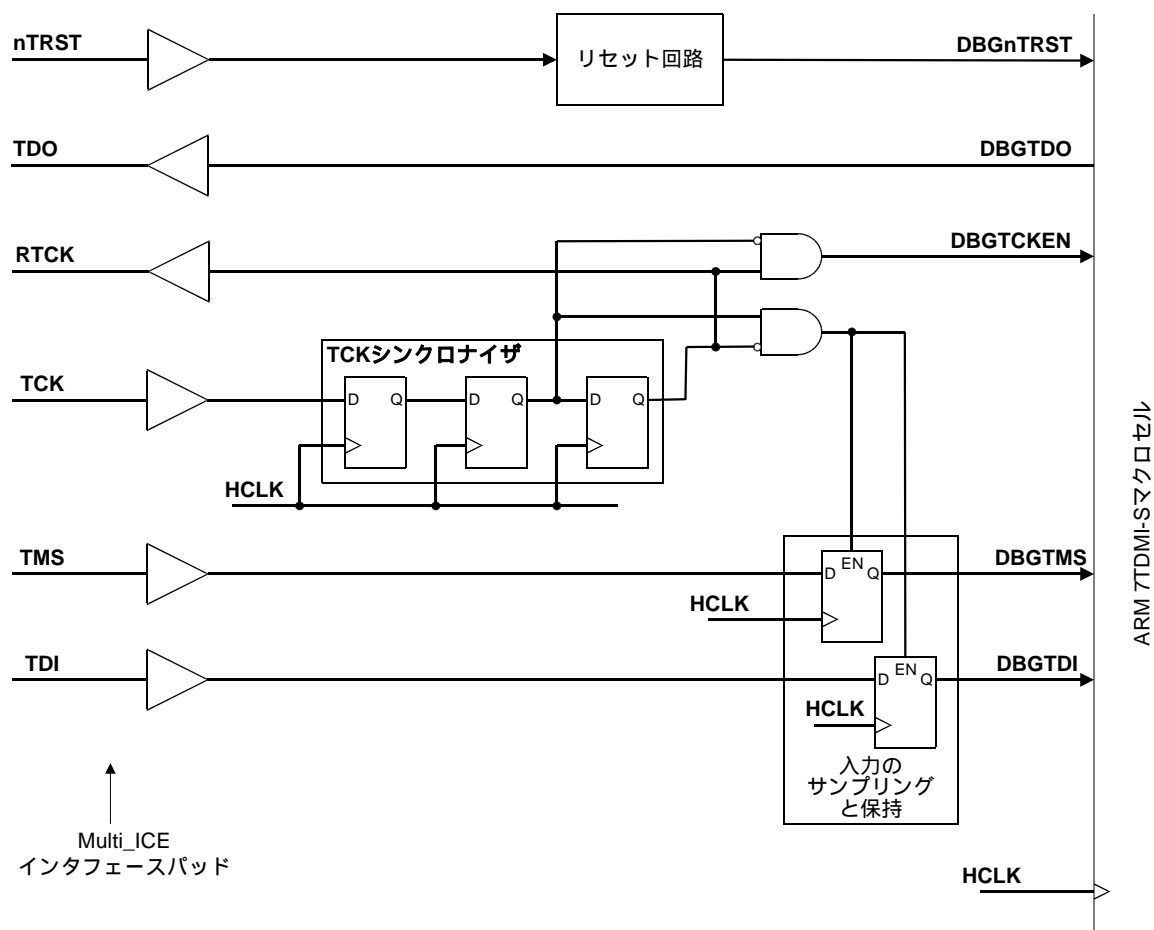 nTRST
リセット回路
DBGnTRST
TDO
DBGTDO
RTCK
DBGTCKEN
TCKシンクロナイザ
TCK
D Q
D Q
D Q
HCLK
TMS
D EN Q
DBGTMS
HCLK
TDI
D EN Q
DBGTDI
HCLK
入力の
サンプリング
と保持
Multi_ICE
インタフェースパッド
HCLK
ARM 7TDMI-Sマクロセル